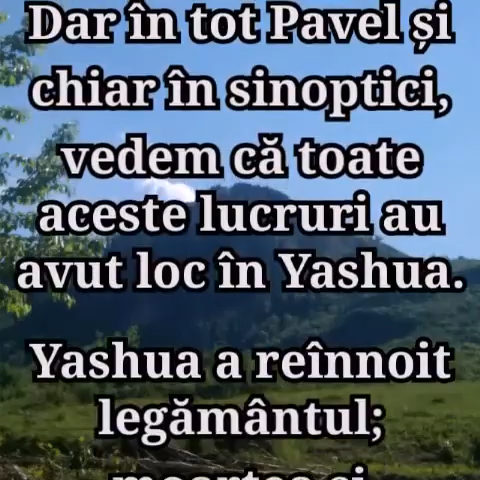 Dar în tot Pavel și
chiar în sinoptici,
vedem că toate
aceste lucruri au
avut loc în Yashua.
Yashua a reînnoit
legământul;